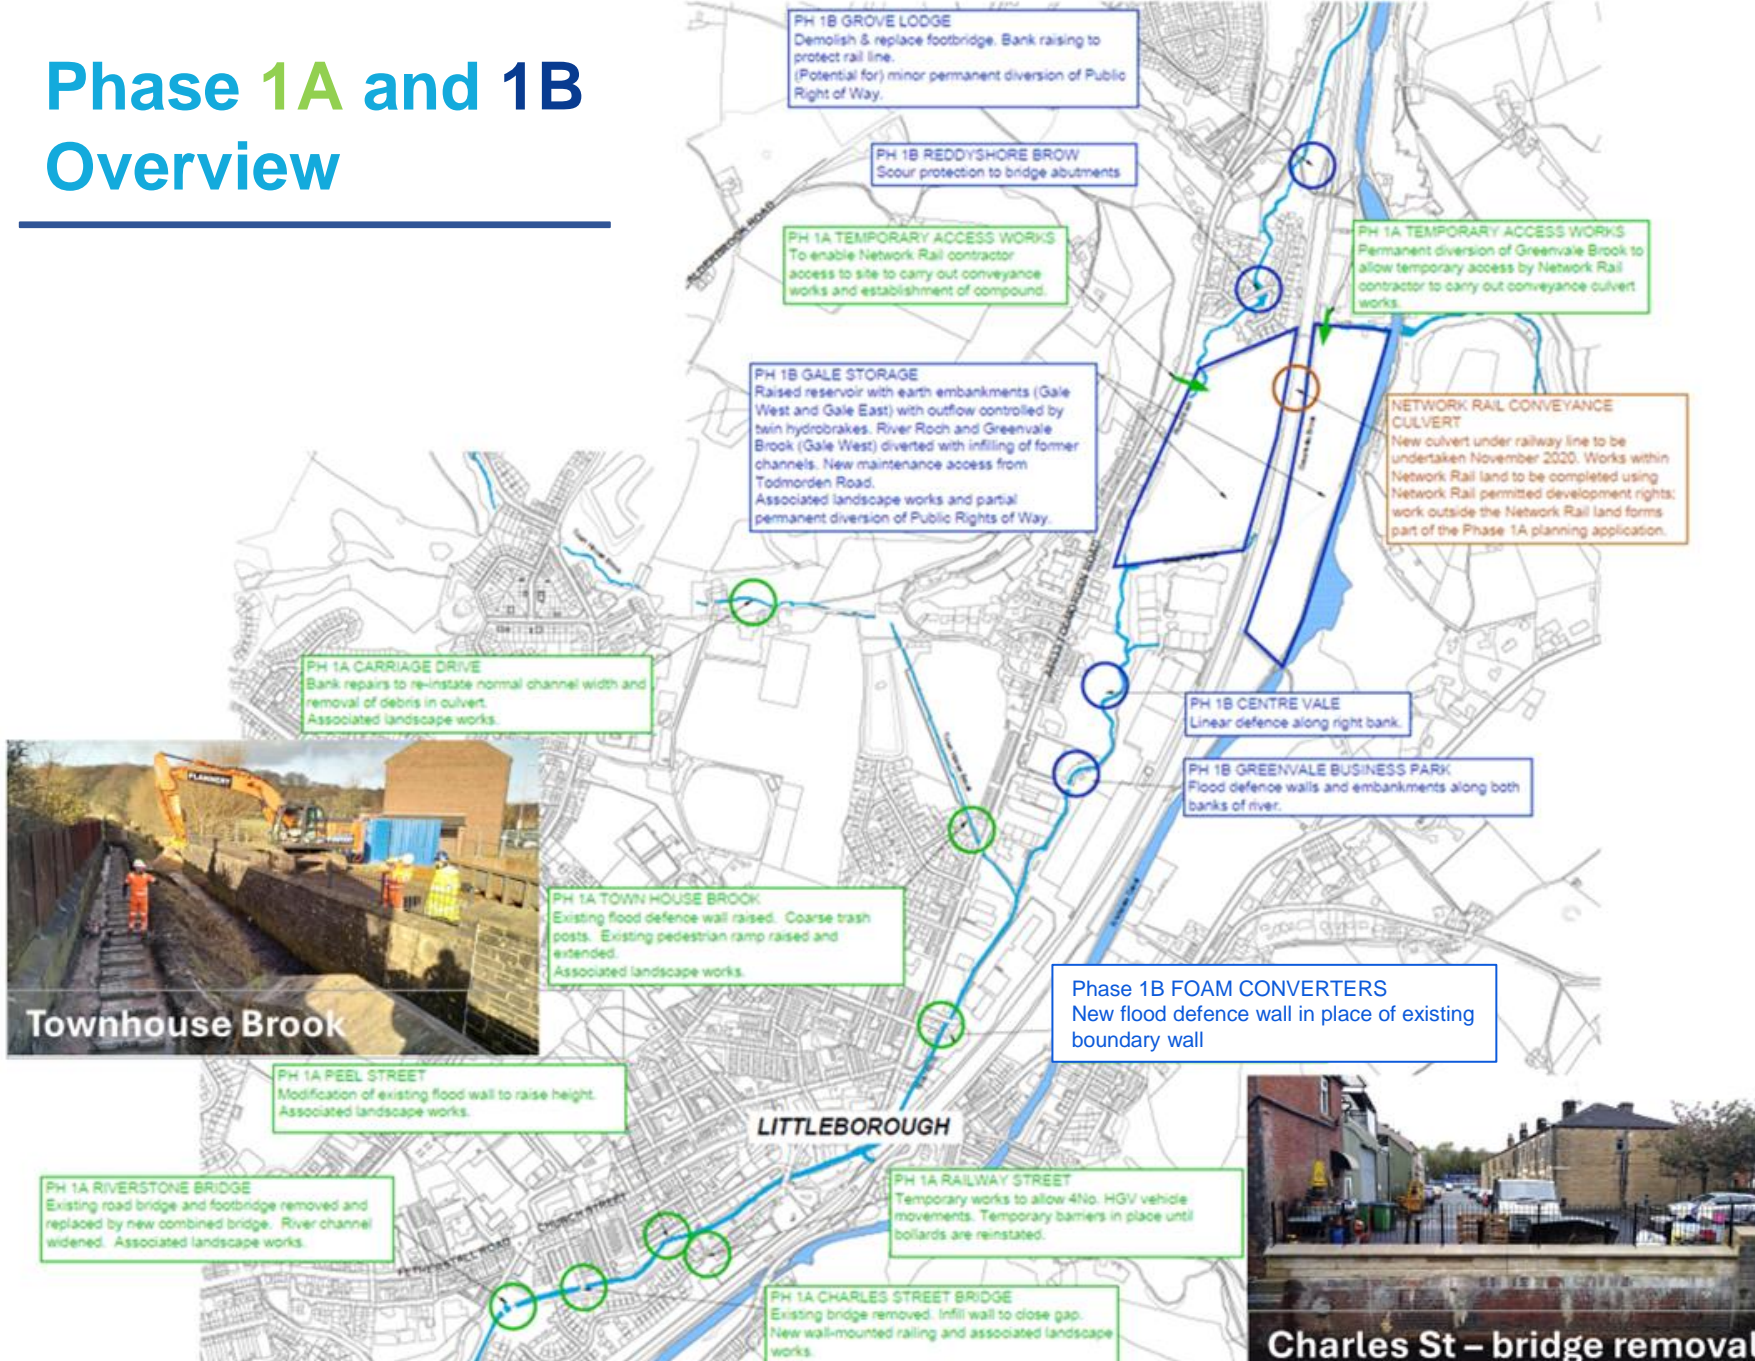 Phase 1A and 1B
Overview
PH 1B GROVE LODGE
Demolish & replace footbridge. Bank raising to
protect rail line.
(Potential for) minor permanent diversion of Public
Right of Way.
PH 1B REDDYSHORE BROW
Scour protection to bridge abutments
ALDERBROOK ROAD
PH 1A TEMPORARY ACCESS WORKS
To enable Network Rail contractor
access to site to carry out conveyance
works and establishment of compound.
PH 1A TEMPORARY ACCESS WORKS
Permanent diversion of Greenvale Brook to
allow temporary access by Network Rail
contractor to carry out conveyance culvert
works.
PH 1B GALE STORAGE
Raised reservoir with earth embankments (Gale
West and Gale East) with outflow controlled by
twin hydrobrakes. River Roch and Greenvale
Brook (Gale West) diverted with infilling of former
channels. New maintenance access from
Todmorden Road.
Associated landscape works and partial
permanent diversion of Public Rights of Way.
NETWORK RAIL CONVEYANCE
CULVERT
New culvert under railway line to be
undertaken November 2020. Works within
Network Rail land to be completed using
Network Rail permitted development rights;
work outside the Network Rail land forms
part of the Phase 1A planning application.
Town House Brook
PH 1A CARRIAGE DRIVE
Bank repairs to re-instate normal channel width and
removal of debris in culvert.
Associated landscape works.
PH 1B CENTRE VALE
Linear defence along right bank.
Town House Brook
PH 1B GREENVALE BUSINESS PARK
Flood defence walls and embankments along both
banks of river.
FLANNERY
Townhouse Brook
PH 1A TOWN HOUSE BROOK
Existing flood defence wall raised. Coarse trash
posts. Existing pedestrian ramp raised and
extended.
Associated landscape works.
Phase 1B FOAM CONVERTERS
New flood defence wall in place of existing
boundary wall
PH 1A PEEL STREET
Modification of existing flood wall to raise height.
Associated landscape works.
LITTLEBOROUGH
PH 1A RIVERSTONE BRIDGE
Existing road bridge and footbridge removed and
replaced by new combined bridge. River channel
widened. Associated landscape works.
CHURCH STREET
PH 1A RAILWAY STREET
Temporary works to allow 4No. HGV vehicle
movements. Temporary barriers in place until
bollards are reinstated.
PH 1A CHARLES STREET BRIDGE
Existing bridge removed. Infill wall to close gap.
New wall-mounted railing and associated landscape
works.
Charles St – bridge removal